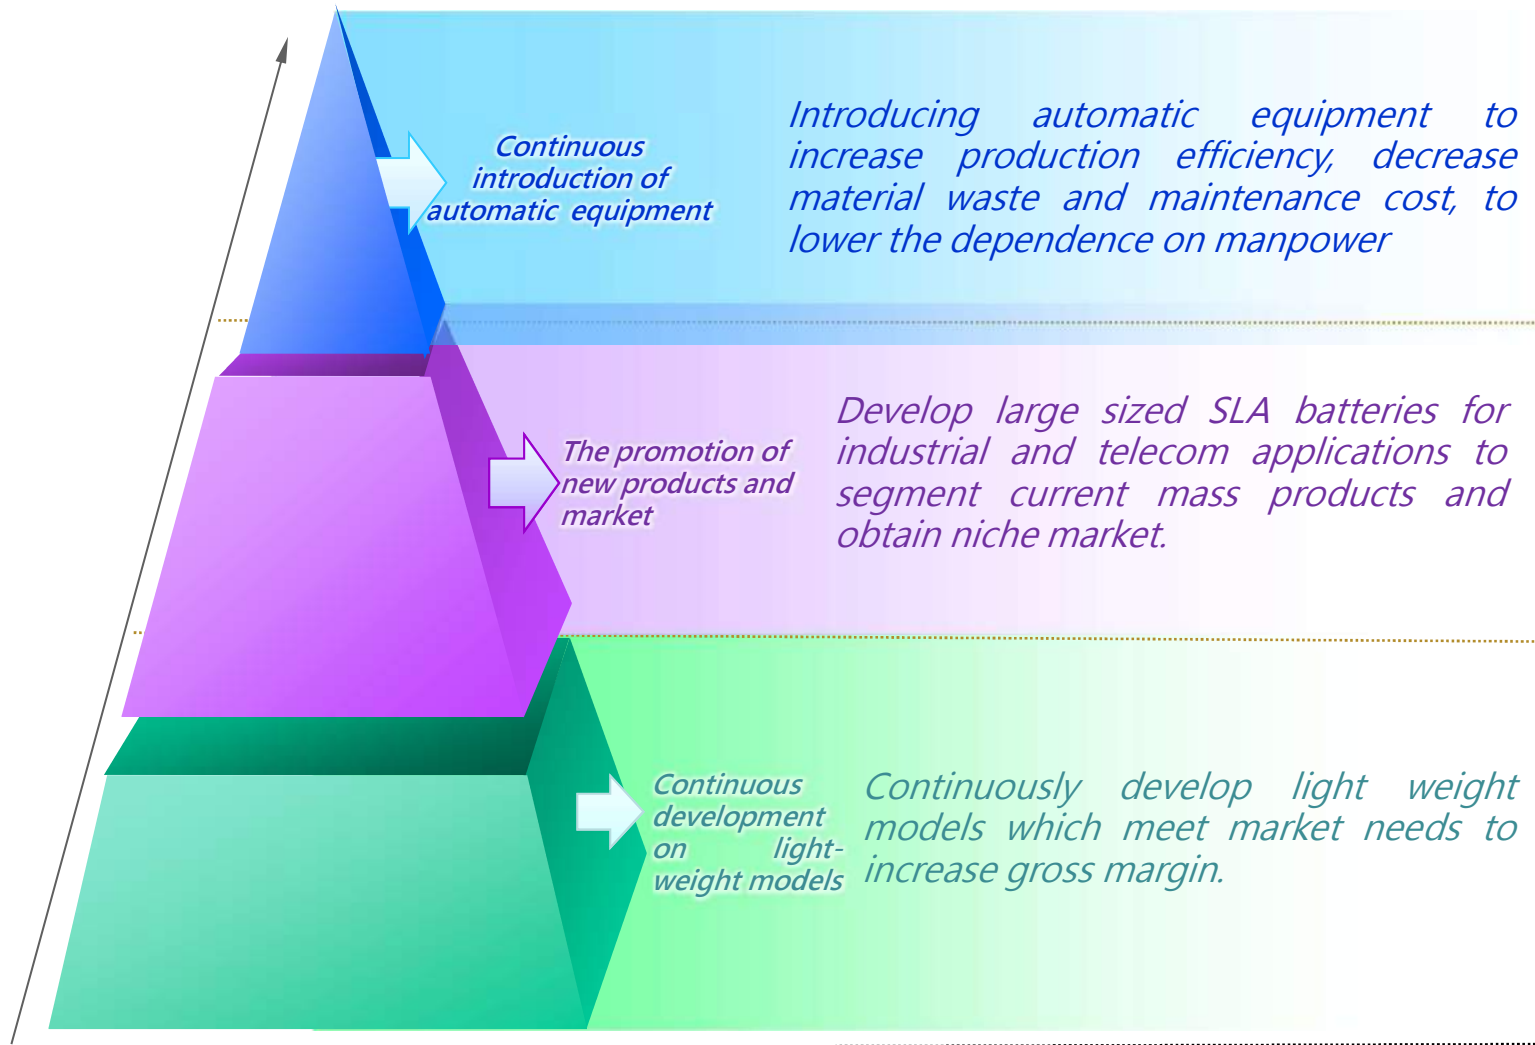 Continuous
introduction of
automatic equipment
Introducing automatic equipment to
increase production efficiency, decrease
material waste and maintenance cost, to
lower the dependence on manpower
The promotion of
new products and
market
Develop large sized SLA batteries for
industrial and telecom applications to
segment current mass products and
obtain niche market.
Continuous
development
on light-
weight models
Continuously develop light weight
models which meet market needs to
increase gross margin.